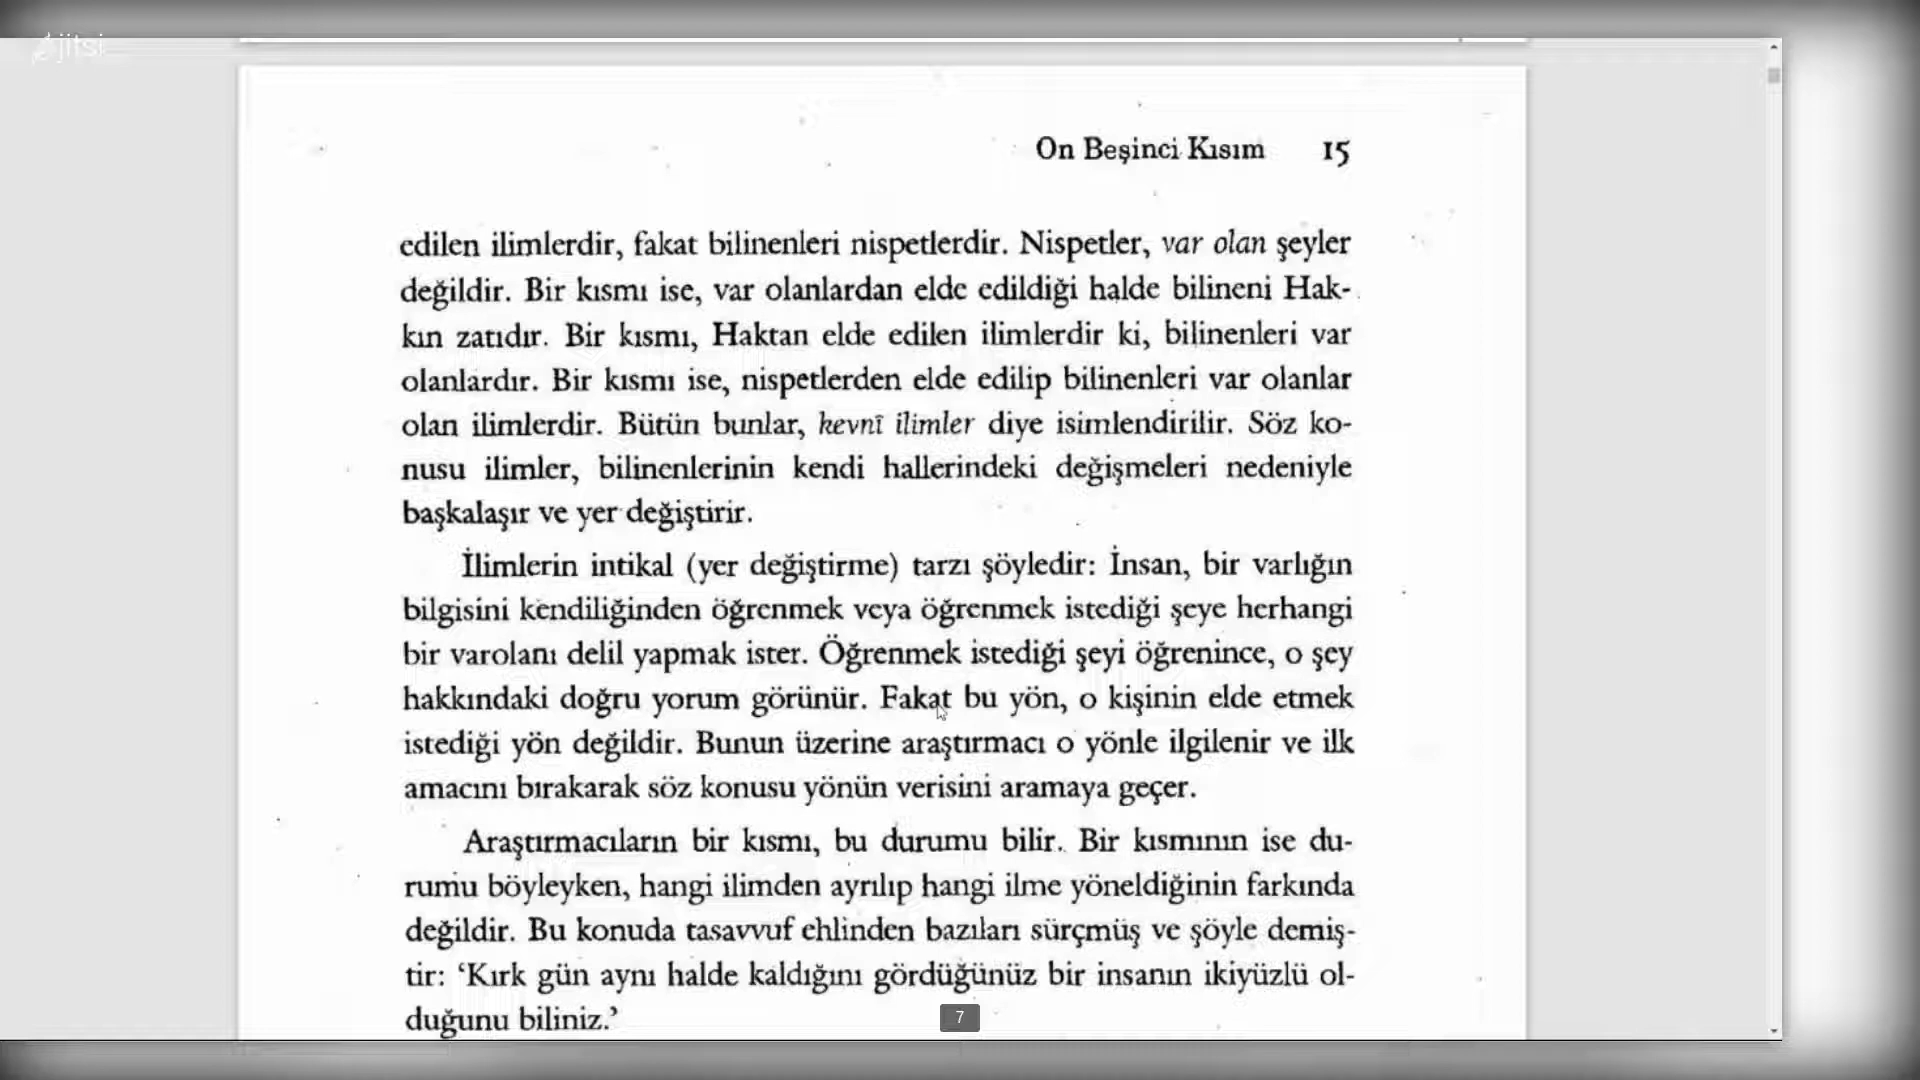 jitsi
On Beşinci Kısım 15
edilen ilimlerdir, fakat bilinenleri nispetlerdir. Nispetler, var olan şeyler
değildir. Bir kısmı ise, var olanlardan elde edildiği halde bilineni Hak-
kın zatıdır. Bir kısmı, Haktan elde edilen ilimlerdir ki, bilinenleri var
olanlardır. Bir kısmı ise, nispetlerden elde edilip bilinenleri var olanlar
olan ilimlerdir. Bütün bunlar, kevnî ilimler diye isimlendirilir. Söz ko-
nusu ilimler, bilinenlerinin kendi hallerindeki değişmeleri nedeniyle
başkalaşır ve yer değiştirir.
İlimlerin intikal (yer değiştirme) tarzı şöyledir: İnsan, bir varlığın
bilgisini kendiliğinden öğrenmek veya öğrenmek istediği şeye herhangi
bir varolanı delil yapmak ister. Öğrenmek istediği şeyi öğrenince, o şey
hakkındaki doğru yorum görünür. Fakat bu yön, o kişinin elde etmek
istediği yön değildir. Bunun üzerine araştırmacı o yönle ilgilenir ve ilk
amacını bırakarak söz konusu yönün verisini aramaya geçer.
Araştırmacıların bir kısmı, bu durumu bilir. Bir kısmının ise du-
rumu böyleyken, hangi ilimden ayrılıp hangi ilme yöneldiğinin farkında
değildir. Bu konuda tasavvuf ehlinden bazıları sürçmüş ve şöyle demiş-
tir: ‘Kırk gün aynı halde kaldığını gördüğünüz bir insanın ikiyüzlü ol-
duğunu biliniz.’
7